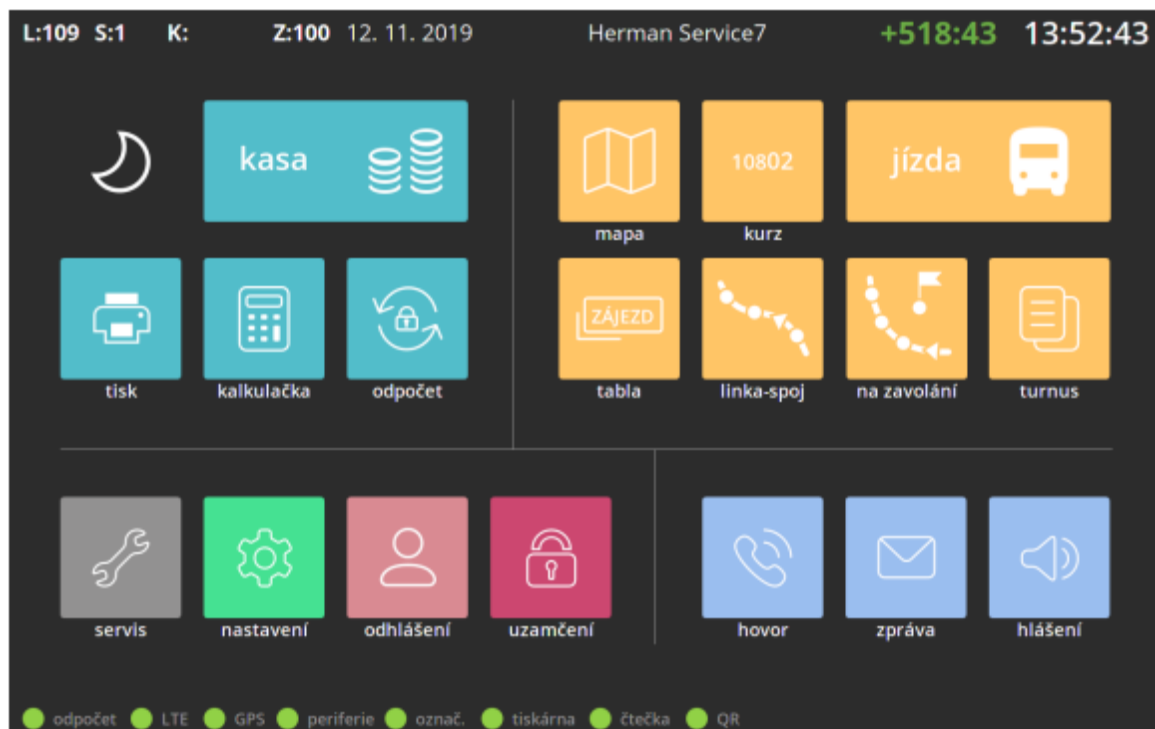 L:109 S:1 K: Z:100 12. 11. 2019 Herman Service7 +518:43 13:52:43
kasa
10802
jízda
mapa kurz
ZÁJEZD
tisk kalkulačka odpočet tabla linka-spoj na zavolání turnus
servis nastavení odhlášení uzamčení hovor zpráva hlášení
odpočet LTE GPS periferie označ. tiskárna čtečka QR